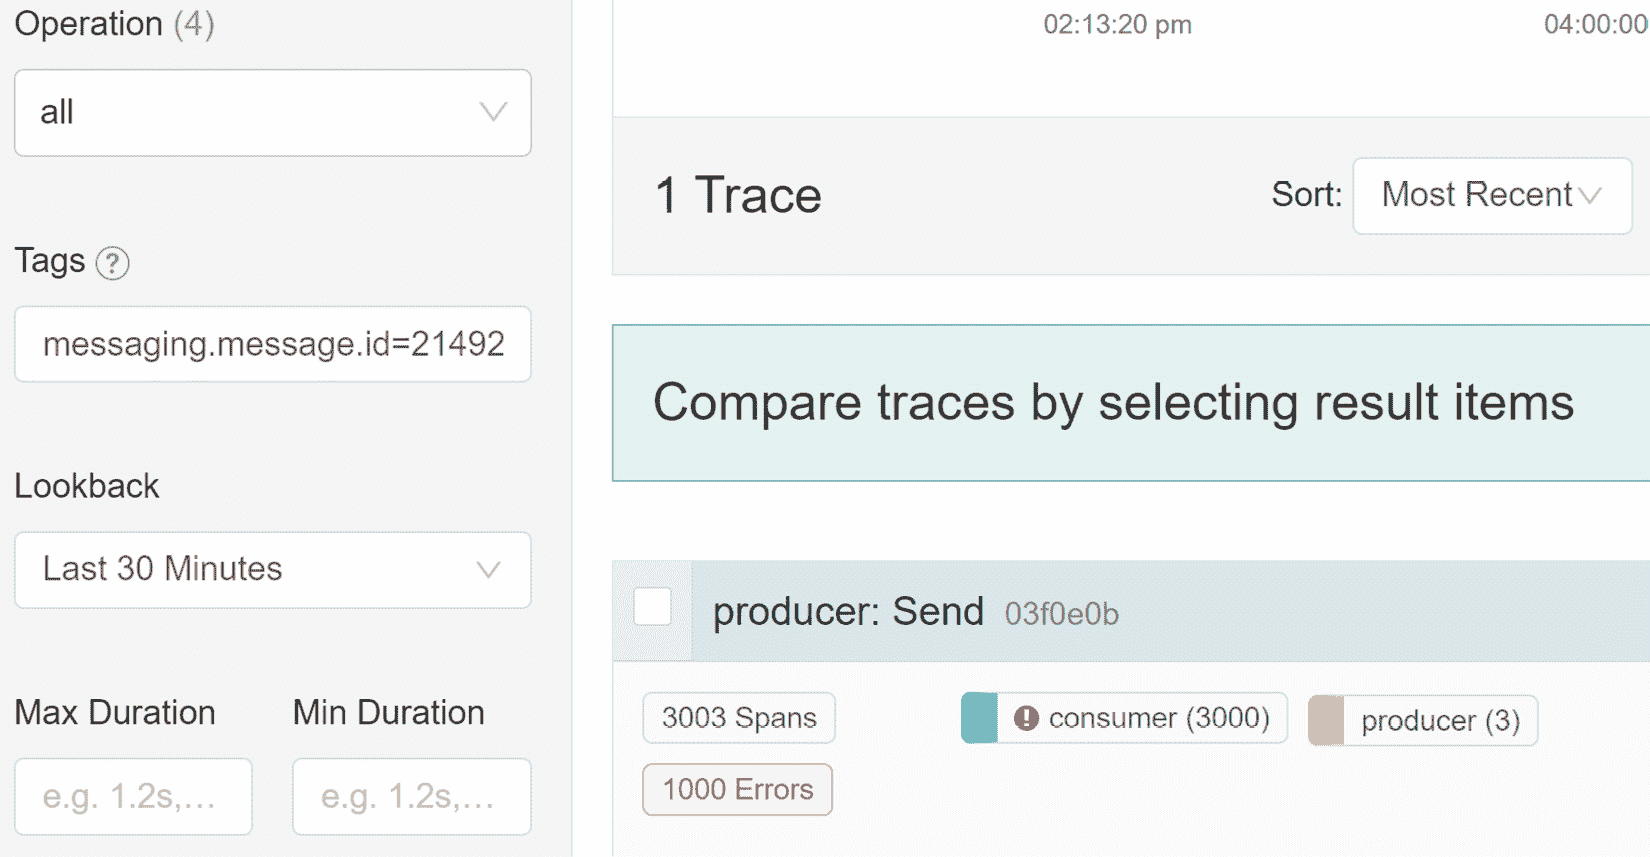 Operation (4)
all
Tags ?
messaging.message.id=21492
Lookback
Last 30 Minutes
Max Duration
Min Duration
e.g. 1.2s,...
e.g. 1.2s,...
02:13:20 pm
04:00:00
1 Trace
Sort: Most Recent
Compare traces by selecting result items
producer: Send 03f0e0b
3003 Spans
consumer (3000)
producer (3)
1000 Errors